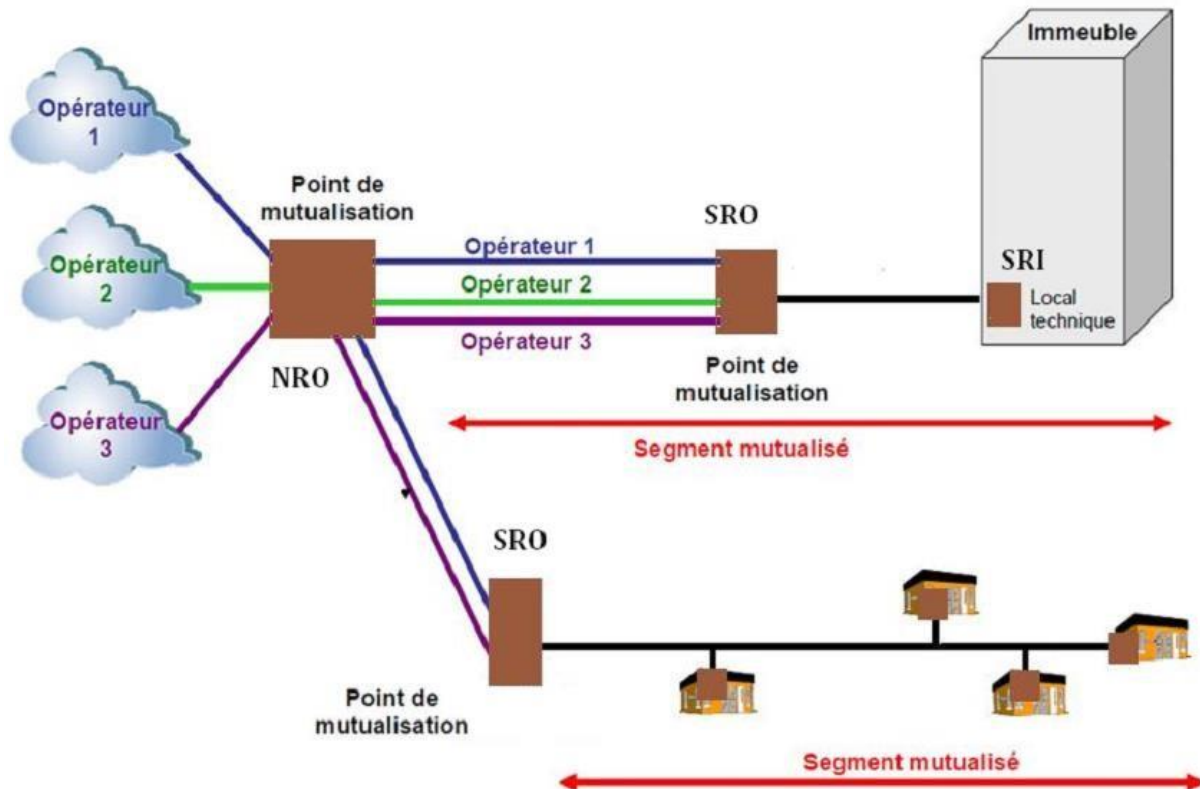 Immeuble
Opérateur
1
Point de
mutualisation
SRO
Opérateur 1
Opérateur
2
Opérateur 2
SRI
Local
technique
Opérateur 3
NRO
Point de
mutualisation
Opérateur
3
Segment mutualisé
SRO
Point de
mutualisation
Segment mutualisé